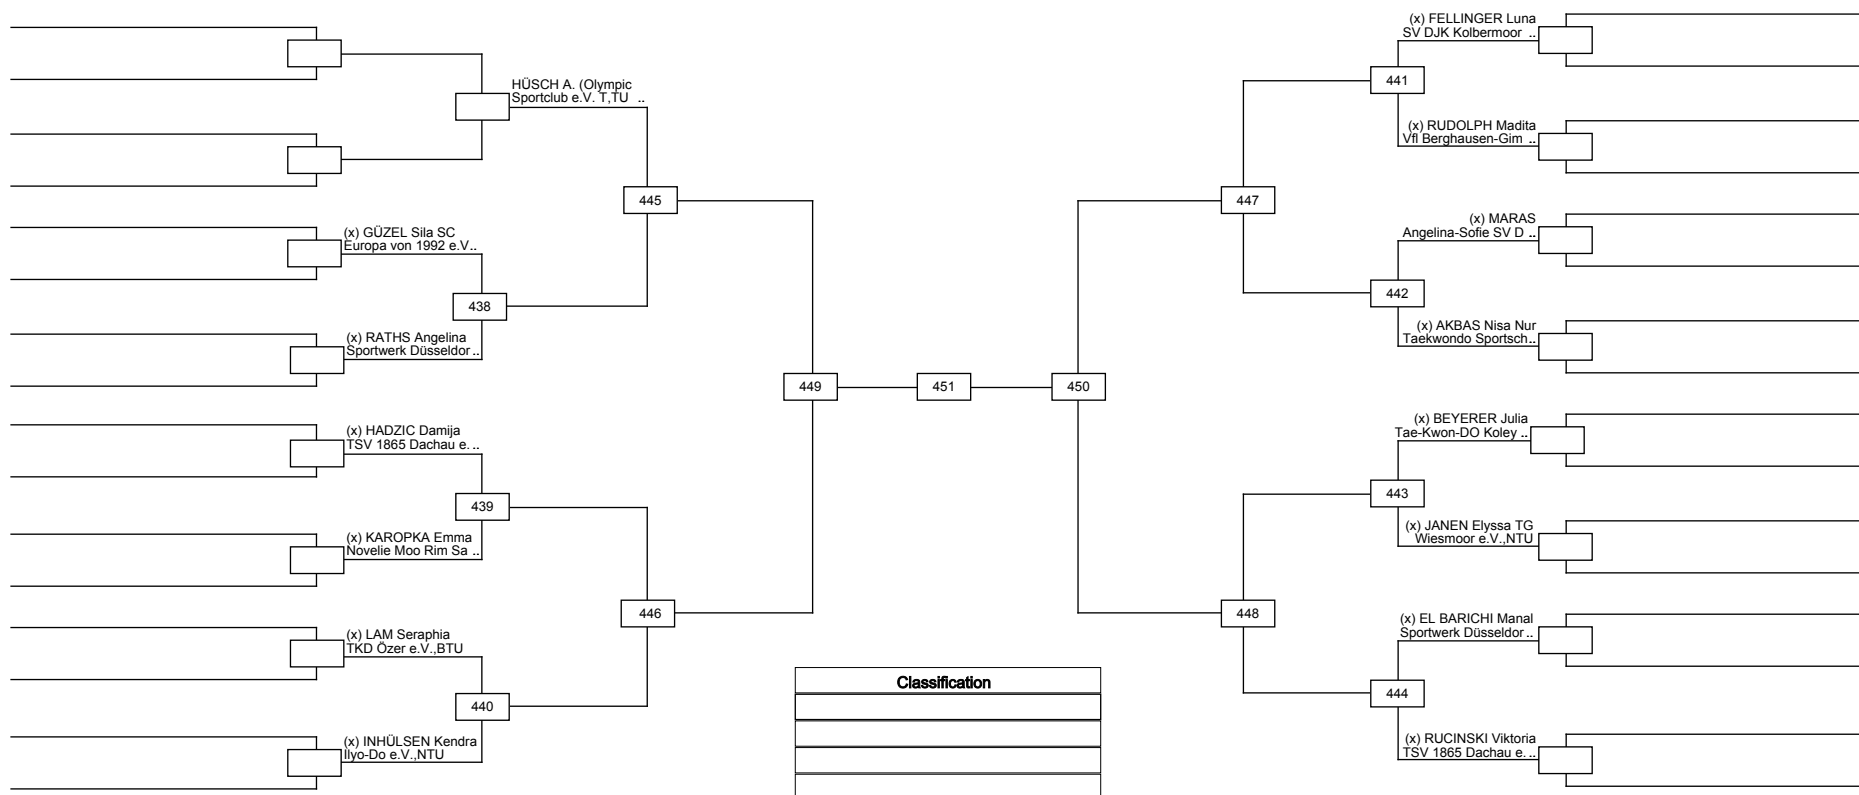 HÜSCH A. (Olympic
Sportclub e.V. T,TU ..
445
(x) GÜZEL Sila SC
Europa von 1992 e.V..
438
(x) RATHS Angelina
Sportwerk Düsseldor ..
449
451
450
(x) HADZIC Damija
TSV 1865 Dachau e. ..
439
(x) KAROPKA Emma
Novelie Moo Rim Sa ..
446
(x) LAM Seraphia
TKD Özer e.V.,BTU
440
(x) INHÜLSEN Kendra
Ilyo-Do e.V.,NTU
(x) FELLINGER Luna
SV DJK Kolbermoor ..
441
(x) RUDOLPH Madita
Vfl Berghausen-Gim ..
447
(x) MARAS
Angelina-Sofie SV D ..
442
(x) AKBAS Nisa Nur
Taekwondo Sportsch ..
(x) BEYERER Julia
Tae-Kwon-DO Koley ..
443
(x) JANEN Elyssa TG
Wiesmoor e.V.,NTU
448
(x) EL BARICHI Manal
Sportwerk Düsseldor ..
444
(x) RUCINSKI Viktoria
TSV 1865 Dachau e. ..
Classification